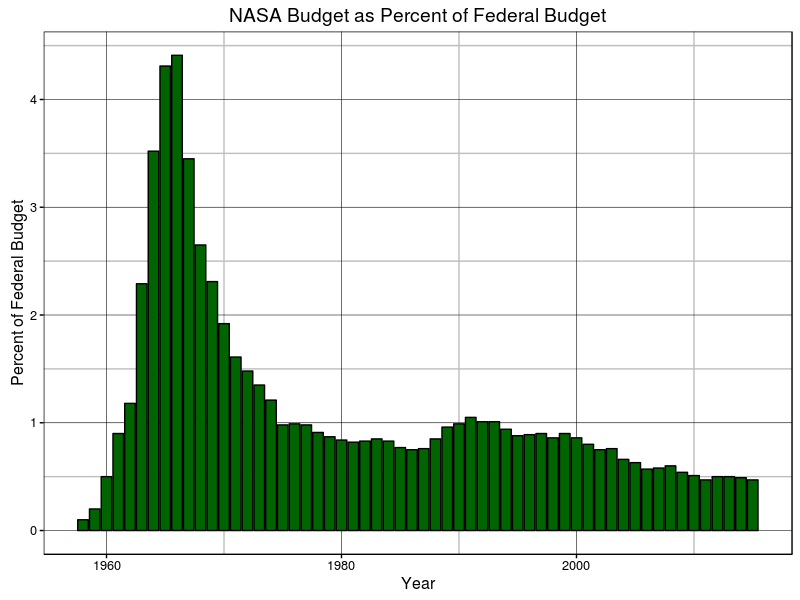 NASA Budget as Percent of Federal Budget
Percent of Federal Budget
4
3
2
1
0
1960 1980 2000
Year